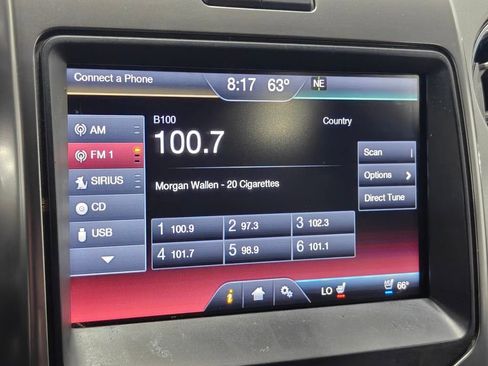 Connect a Phone 8:17 63° NE
AM
FM 1
SIRIUS
CD
USB
B100
100.7
Country
Morgan Wallen - 20 Cigarettes
1 100.9 2 97.3 3 102.3
4 101.7 5 98.9 6 101.1
Scan
Options
Direct Tune
i LO 66°